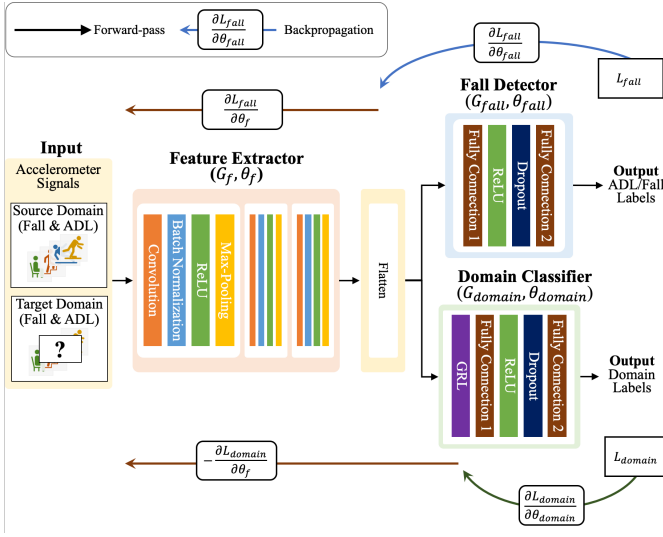 Forward-pass
∂L_fall / ∂θ_fall
Backpropagation
∂L_fall / ∂θ_fall
L_fall
∂L_fall / ∂θ_f
Fall Detector
(G_fall, θ_fall)
Fully Connection 1
ReLU
Dropout
Fully Connection 2
Output
ADL/Fall
Labels
Input
Accelerometer
Signals
Source Domain
(Fall & ADL)
Target Domain
(Fall & ADL)
?
Feature Extractor
(G_f, θ_f)
Convolution
Batch Normalization
ReLU
Max-Pooling
Flatten
Domain Classifier
(G_domain, θ_domain)
GRL
Fully Connection 1
ReLU
Dropout
Fully Connection 2
Output
Domain
Labels
−∂L_domain / ∂θ_f
L_domain
∂L_domain / ∂θ_domain